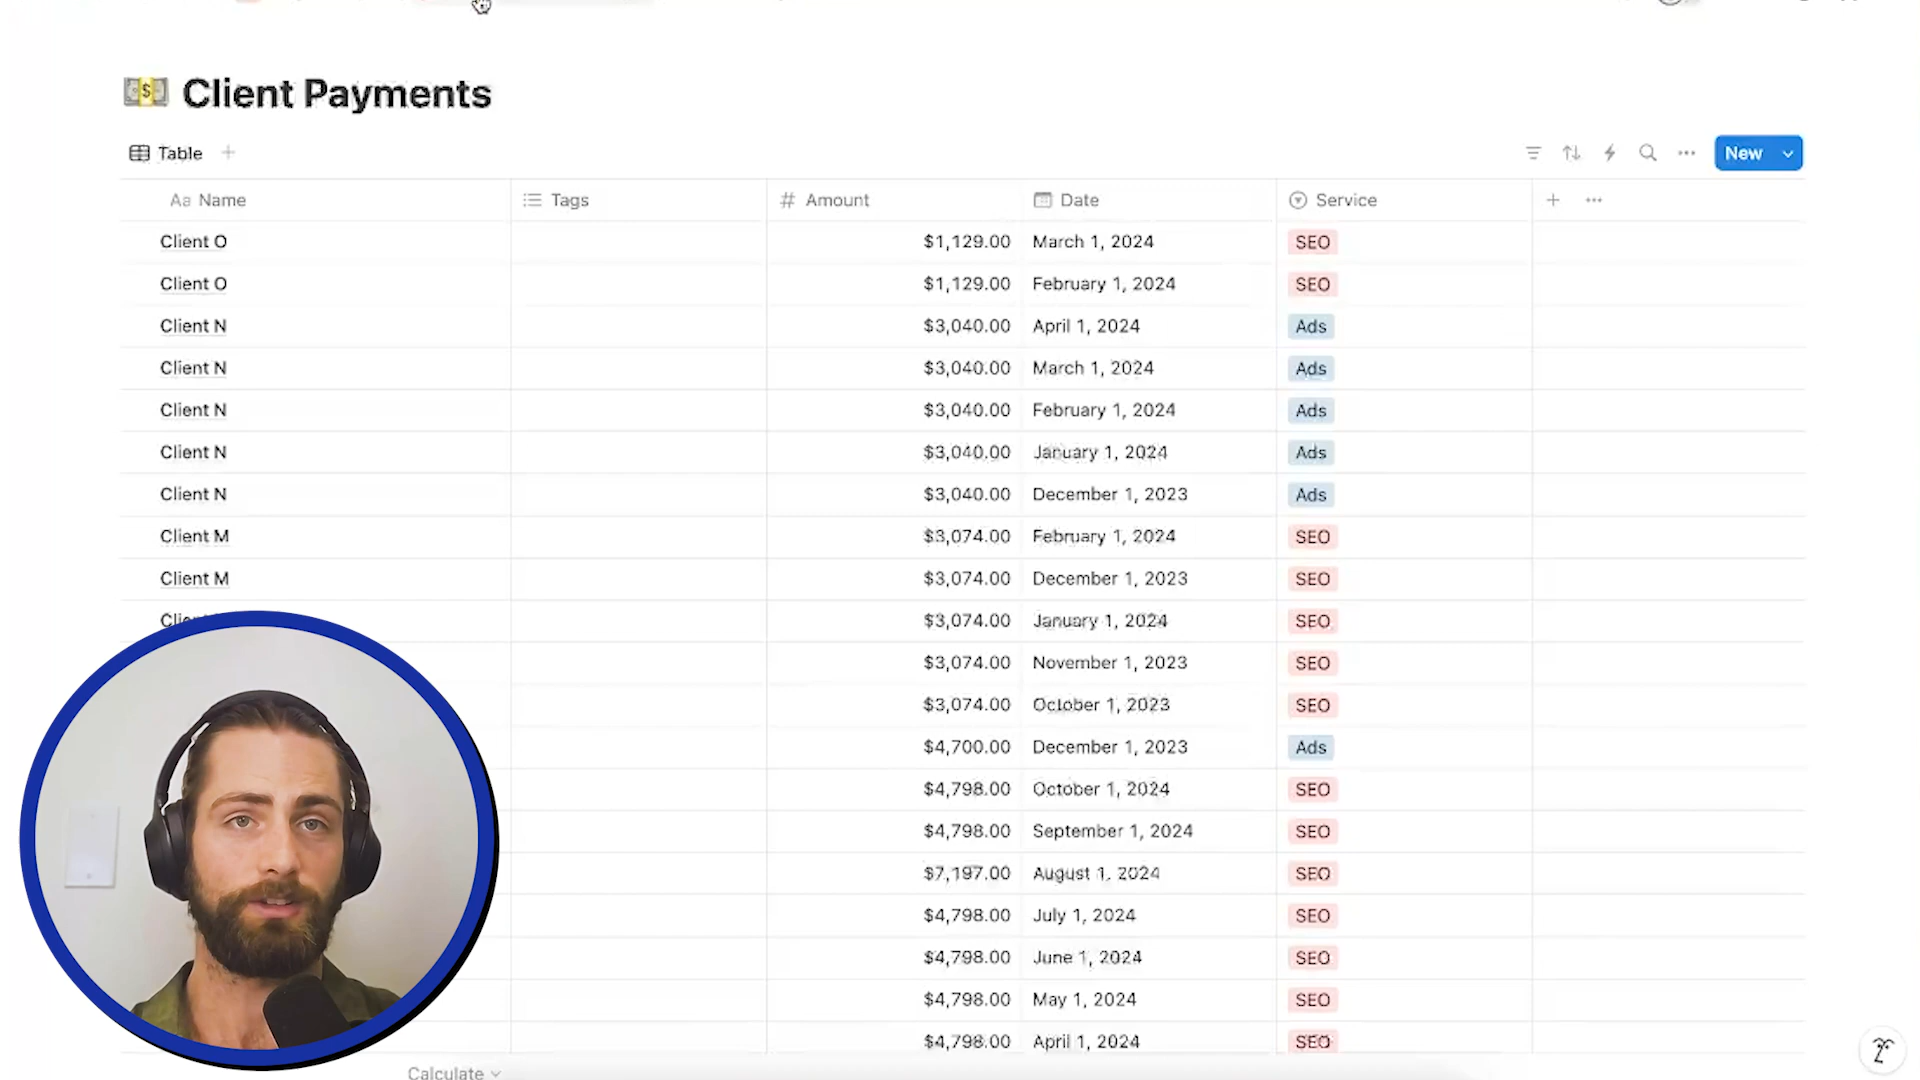 Client Payments
Table
New
Aa Name Tags # Amount Date Service
Client O $1,129.00 March 1, 2024 SEO
Client O $1,129.00 February 1, 2024 SEO
Client N $3,040.00 April 1, 2024 Ads
Client N $3,040.00 March 1, 2024 Ads
Client N $3,040.00 February 1, 2024 Ads
Client N $3,040.00 January 1, 2024 Ads
Client N $3,040.00 December 1, 2023 Ads
Client M $3,074.00 February 1, 2024 SEO
Client M $3,074.00 December 1, 2023 SEO
$3,074.00 January 1, 2024 SEO
$3,074.00 November 1, 2023 SEO
$3,074.00 October 1, 2023 SEO
$4,700.00 December 1, 2023 Ads
$4,798.00 October 1, 2024 SEO
$4,798.00 September 1, 2024 SEO
$7,197.00 August 1, 2024 SEO
$4,798.00 July 1, 2024 SEO
$4,798.00 June 1, 2024 SEO
$4,798.00 May 1, 2024 SEO
$4,798.00 April 1, 2024 SEO
Calculate